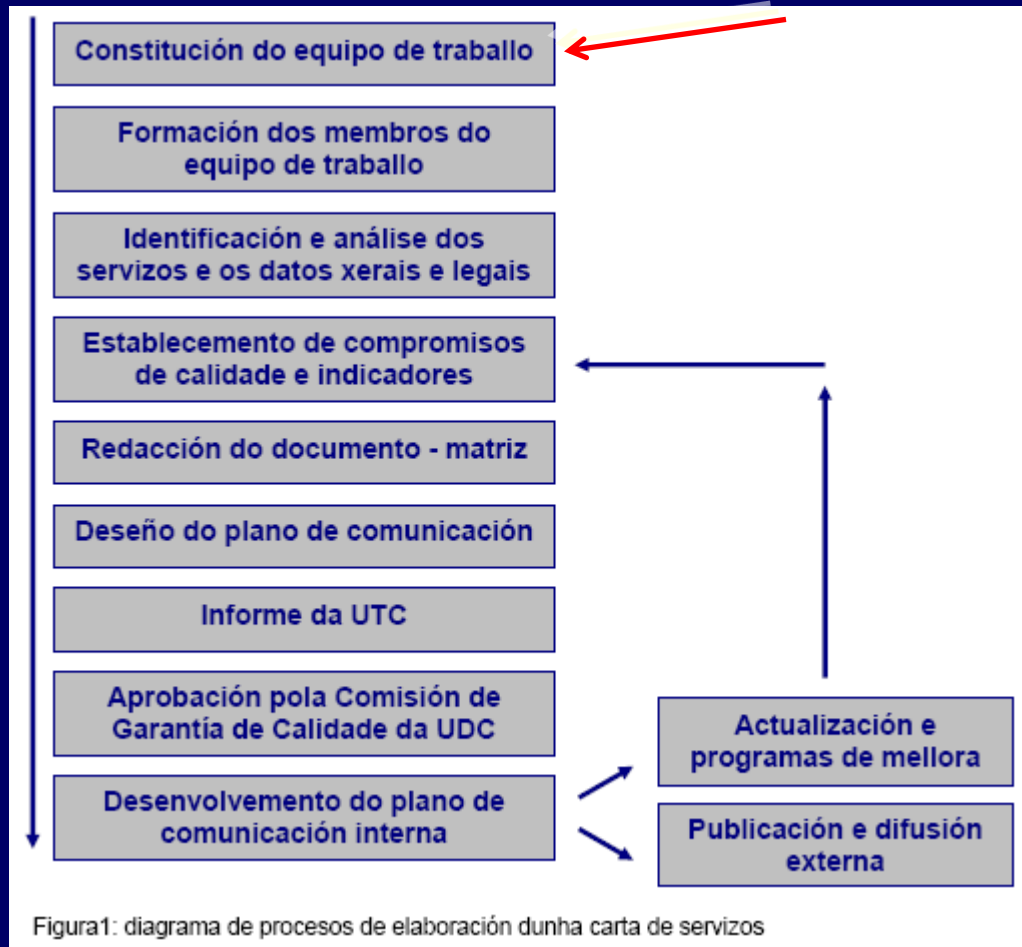 Constitución do equipo de traballo
Formación dos membros do
equipo de traballo
Identificación e análise dos
servizos e os datos xerais e legais
Establecemento de compromisos
de calidade e indicadores
Redacción do documento - matriz
Deseño do plano de comunicación
Informe da UTC
Aprobación pola Comisión de
Garantía de Calidade da UDC
Desenvolvemento do plano de
comunicación interna
Actualización e
programas de mellora
Publicación e difusión
externa
Figura1: diagrama de procesos de elaboración dunha carta de servizos